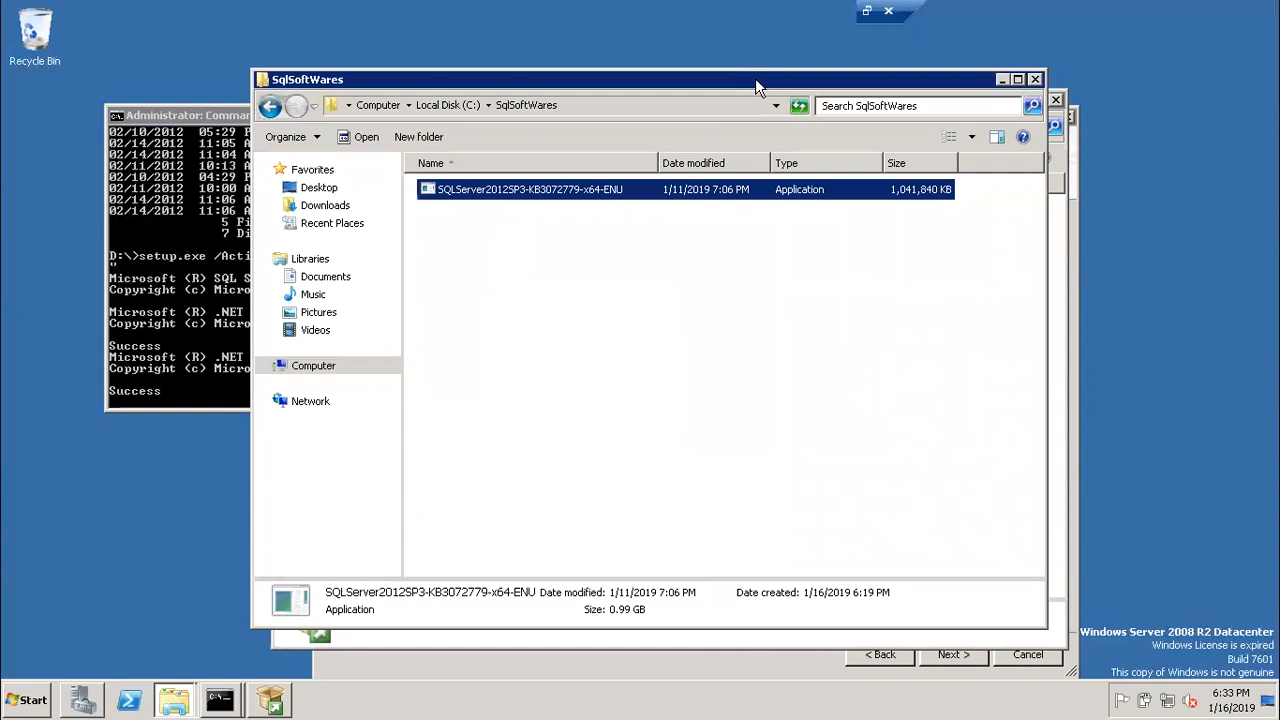 Recycle Bin
SqlSoftWares
Computer
Local Disk (C:)
SqlSoftWares
Search SqlSoftWares
Organize
Open
New folder
Favorites
Desktop
Downloads
Recent Places
Libraries
Documents
Music
Pictures
Videos
Computer
Network
Name
Date modified
Type
Size
SQLServer2012SP3-KB3072779-x64-ENU
1/11/2019 7:06 PM
Application
1,041,840 KB
SQLServer2012SP3-KB3072779-x64-ENU Date modified: 1/11/2019 7:06 PM
Date created: 1/16/2019 6:19 PM
Application
Size: 0.99 GB
Administrator: Comma
02/10/2012 05:29 P
02/14/2012 11:05 A
02/14/2012 11:04 A
02/11/2012 10:13 A
02/10/2012 04:29 P
02/11/2012 10:00 A
02/14/2012 11:06 A
02/14/2012 11:06 A
5 Fi
7 Di
D:\>setup.exe /Acti
"
Microsoft (R) SQL S
Copyright (c) Micro
Microsoft (R) .NET
Copyright (c) Micro
Success
Microsoft (R) .NET
Copyright (c) Micro
Success
< Back
Next >
Cancel
Windows Server 2008 R2 Datacenter
Windows License is expired
Build 7601
This copy of Windows is not genuine
Start
6:33 PM
1/16/2019